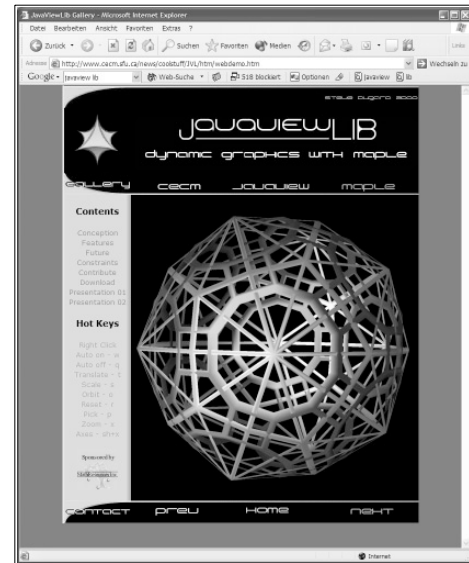 JavaViewLib Gallery - Microsoft Internet Explorer
Datei Bearbeiten Ansicht Favoriten Extras ?
Zurück Suchen Favoriten Medien Links
Adresse http://www.cecm.sfu.ca/news/coolstuff/JVL/htm/webdemo.htm Wechseln zu
Google javaview lib Web-Suche 518 blockiert Optionen javaview lib
JavaViewLIB
dynamic graphics with maple
Gallery cecm javaview maple
Contents
Conception
Features
Future
Constraints
Contribute
Download
Presentation 01
Presentation 02
Hot Keys
Right Click
Auto on - w
Auto off - q
Translate - t
Scale - s
Orbit - o
Reset - r
Pick - p
Zoom - v
Axes - shrx
Sponsored by
contact prev Home next
Internet